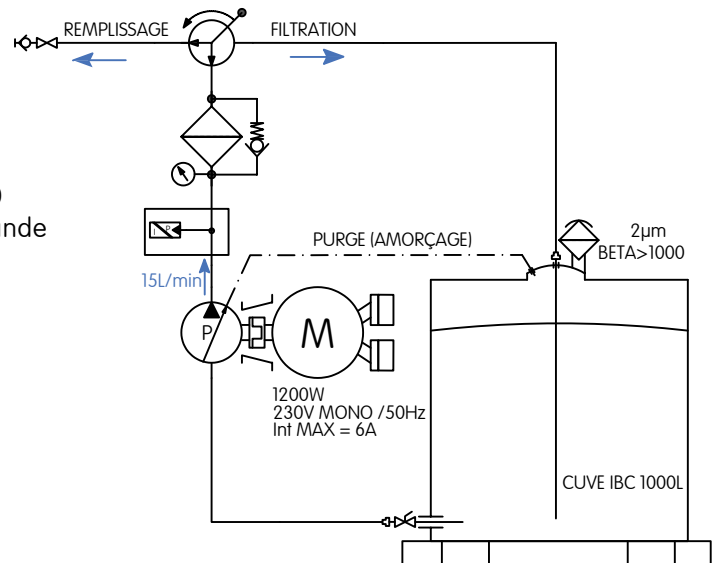 REMPLISSAGE
FILTRATION
)
nde
I P
PURGE (AMORÇAGE)
2µm
BETA>1000
15L/min
P
M
1200W
230V MONO /50Hz
Int MAX = 6A
CUVE IBC 1000L